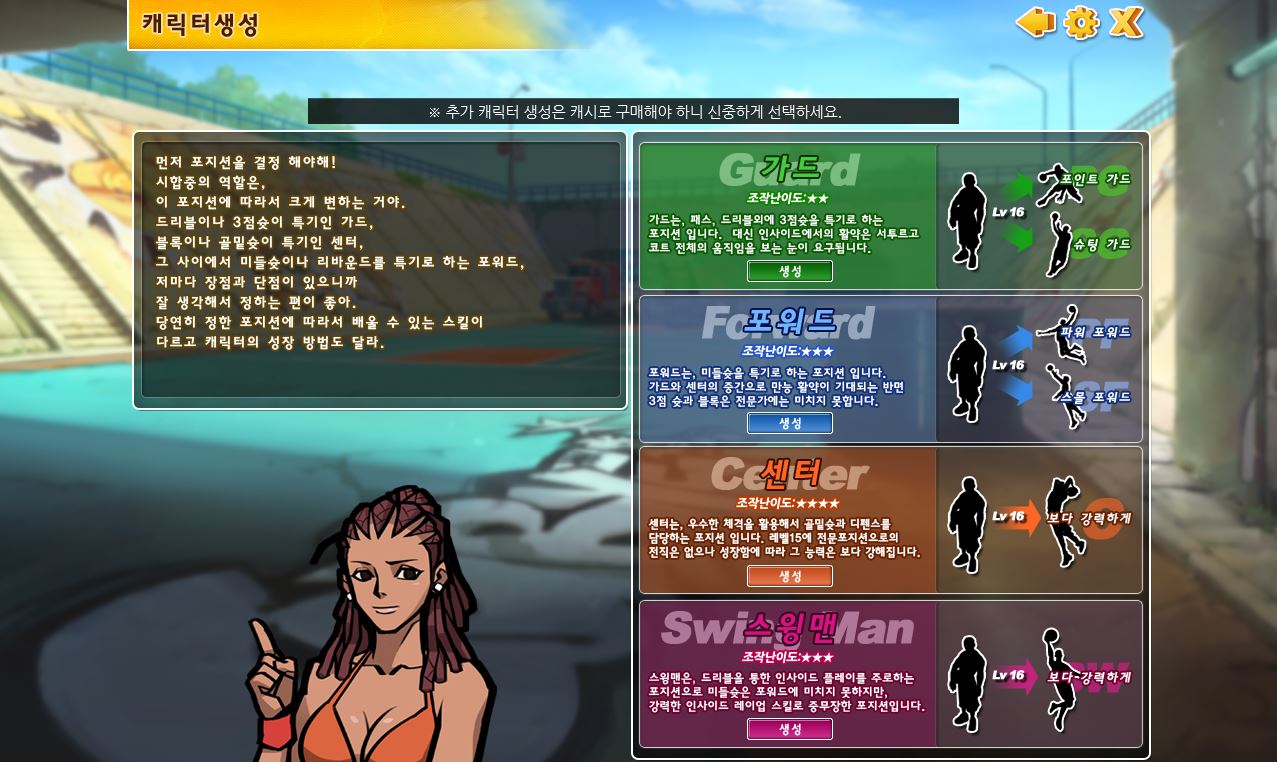 캐릭터생성
※ 추가 캐릭터 생성은 캐시로 구매해야 하니 신중하게 선택하세요.
먼저 포지션을 결정 해야해!
시합중의 역할은,
이 포지션에 따라서 크게 변하는 거야.
드리블이나 3점슛이 특기인 가드,
블록이나 골밑슛이 특기인 센터,
그 사이에서 미들슛이나 리바운드를 특기로 하는 포워드,
저마다 장점과 단점이 있으니까
잘 생각해서 정하는 편이 좋아.
당연히 정한 포지션에 따라서 배울 수 있는 스킬이
다르고 캐릭터의 성장 방법도 달라.
Guard
가드
조작난이도:★★
가드는, 패스, 드리블외에 3점슛을 특기로 하는
포지션 입니다. 대신 인사이드에서의 활약은 서투르고
코트 전체의 움직임을 보는 눈이 요구됩니다.
생성
Lv 16
PG
포인트 가드
SG
슈팅 가드
Forward
포워드
조작난이도:★★★
포워드는, 미들슛을 특기로 하는 포지션 입니다.
가드와 센터의 중간으로 만능 활약이 기대되는 반면
3점 슛과 블록은 전문가에는 미치지 못합니다.
생성
Lv 16
PF
파워 포워드
SF
스몰 포워드
Center
센터
조작난이도:★★★★
센터는, 우수한 체격을 활용해서 골밑슛과 디펜스를
담당하는 포지션 입니다. 레벨15에 전문포지션으로의
전직은 없으나 성장함에 따라 그 능력은 보다 강해집니다.
생성
Lv 16
C
보다 강력하게
Swing Man
스윙맨
조작난이도:★★★
스윙맨은, 드리블을 통한 인사이드 플레이를 주로하는
포지션으로 미들슛은 포워드에 미치지 못하지만,
강력한 인사이드 레이업 스킬로 중무장한 포지션입니다.
생성
Lv 16
SW
보다 강력하게